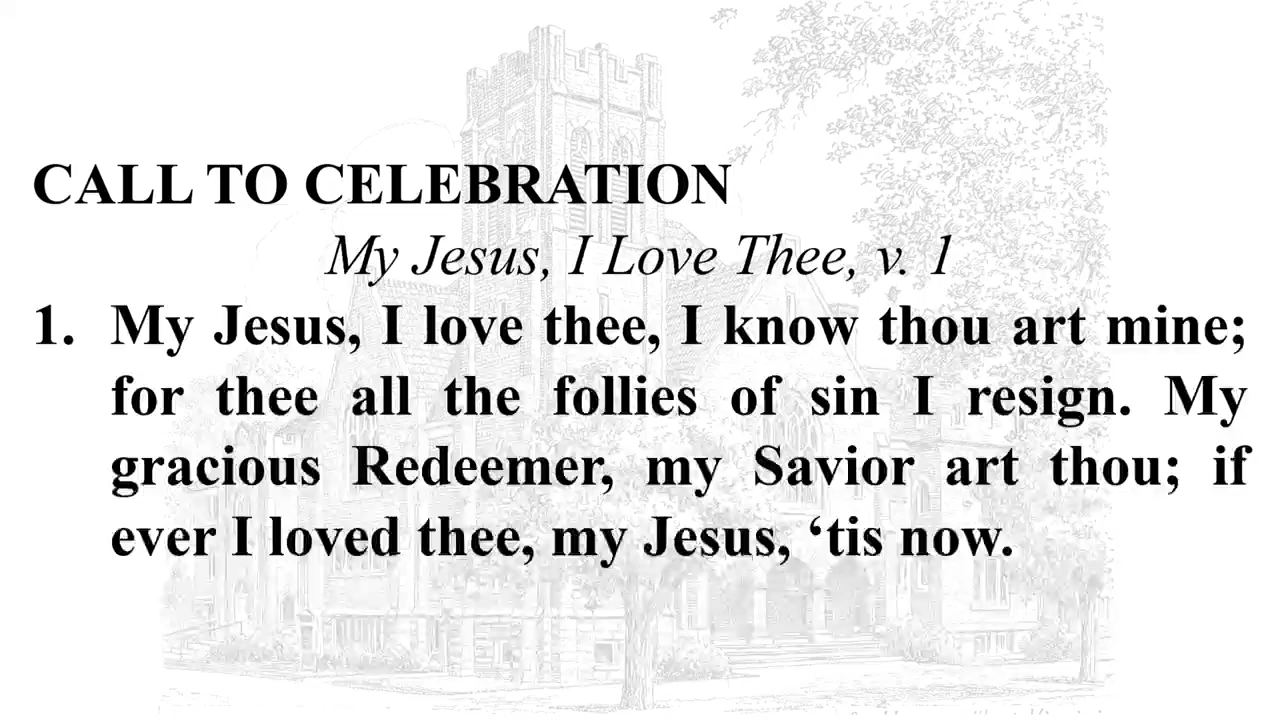 CALL TO CELEBRATION
My Jesus, I Love Thee, v. 1
1. My Jesus, I love thee, I know thou art mine;
for thee all the follies of sin I resign. My
gracious Redeemer, my Savior art thou; if
ever I loved thee, my Jesus, ‘tis now.